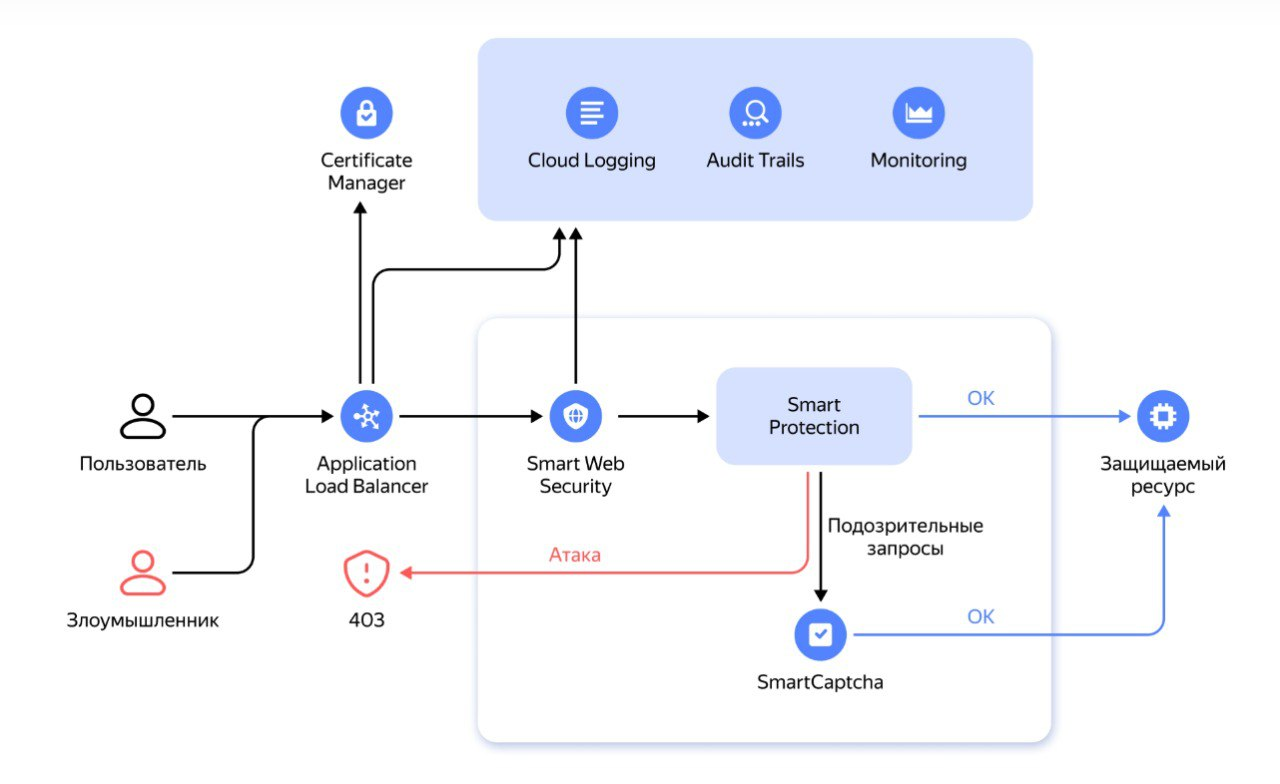 Certificate
Manager
Cloud Logging
Audit Trails
Monitoring
Пользователь
Application
Load Balancer
Smart Web
Security
Smart
Protection
OK
Защищаемый
ресурс
Злоумышленник
403
Атака
Подозрительные
запросы
OK
SmartCaptcha